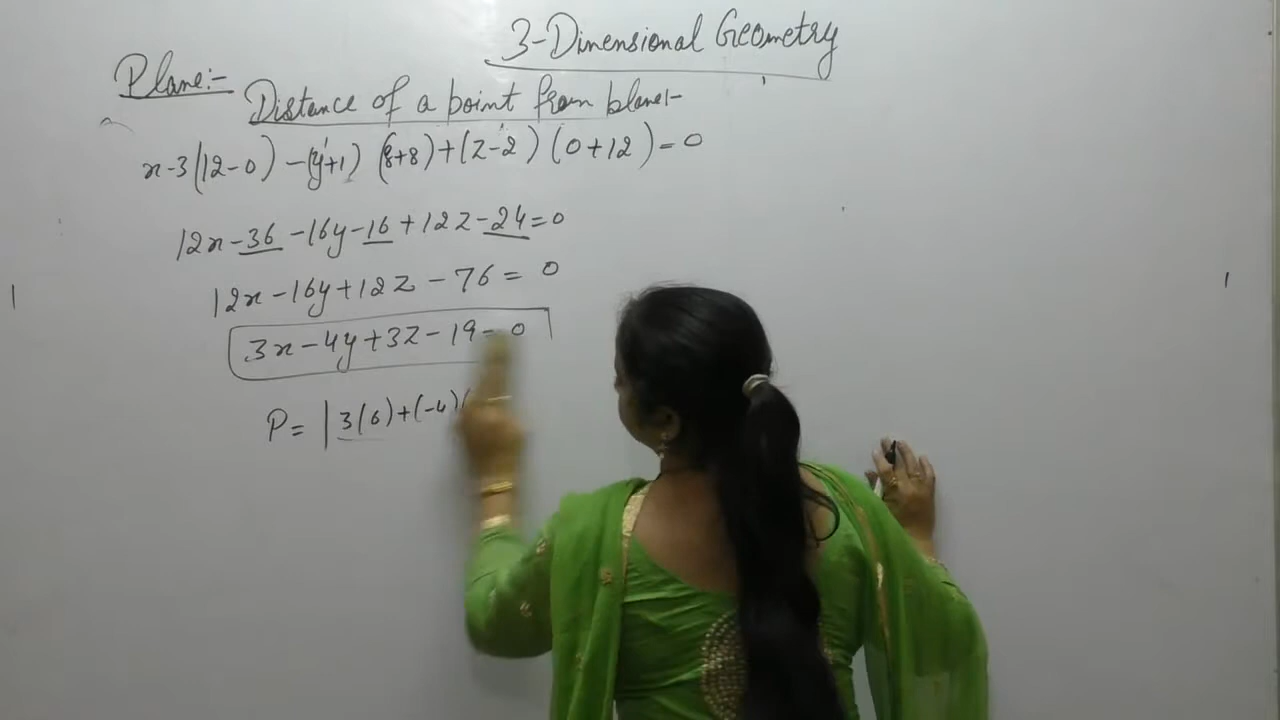 3-Dimensional Geometry
Plane:-
Distance of a point from plane:-
x-3(12-0) -(y+1) (8+8)+(z-2) (0+12)=0
12x-36-16y-16+12z-24=0
12x-16y+12z-76=0
3x-4y+3z-19=0
P= |3(6)+(-4)(